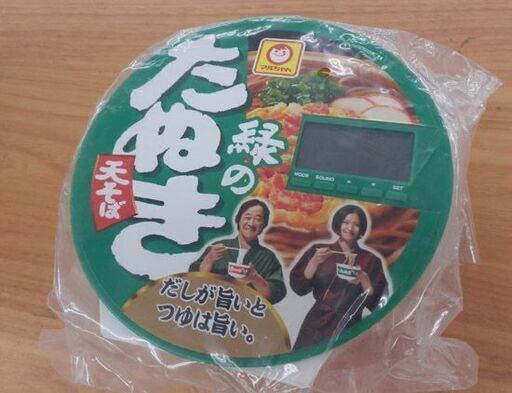 マルちゃん
緑の
たぬき
天そば
MODE SOUND ▲ ▼ SET
だしが旨いと
つゆは旨い。